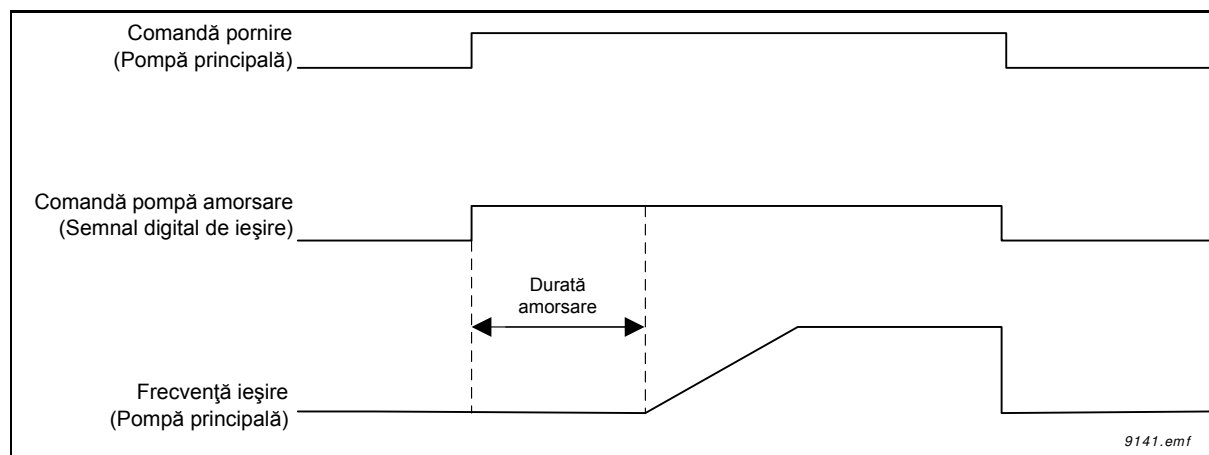 Comandă pornire
(Pompă principală)
Comandă pompă amorsare
(Semnal digital de ieşire)
Durată
amorsare
Frecvenţă ieşire
(Pompă principală)
9141.emf